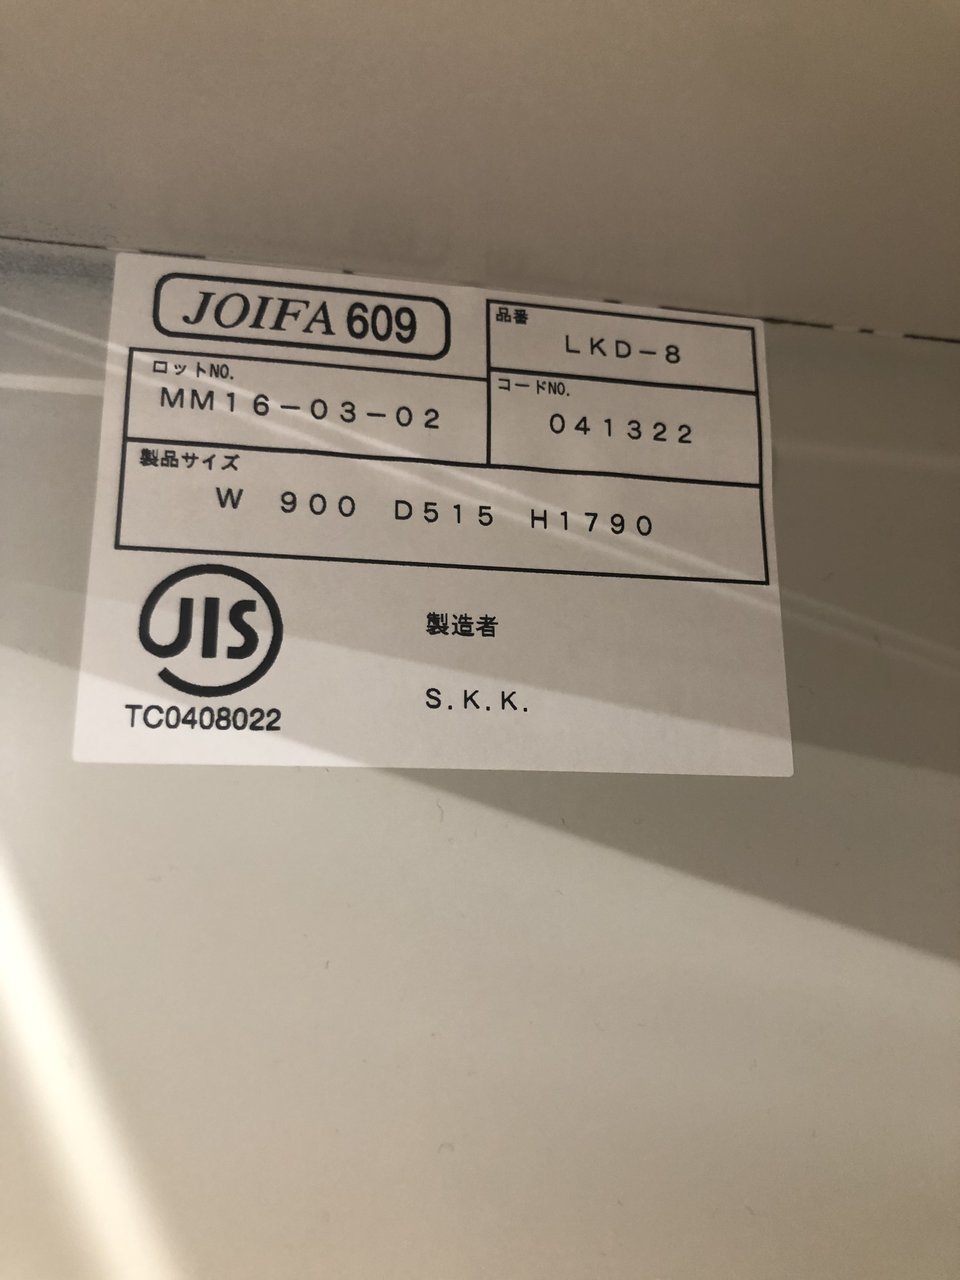 JOIFA 609
品番
LKD-8
ロットNO.
MM16-03-02
コードNO.
041322
製品サイズ
W 900 D515 H1790
JIS
TC0408022
製造者
S.K.K.